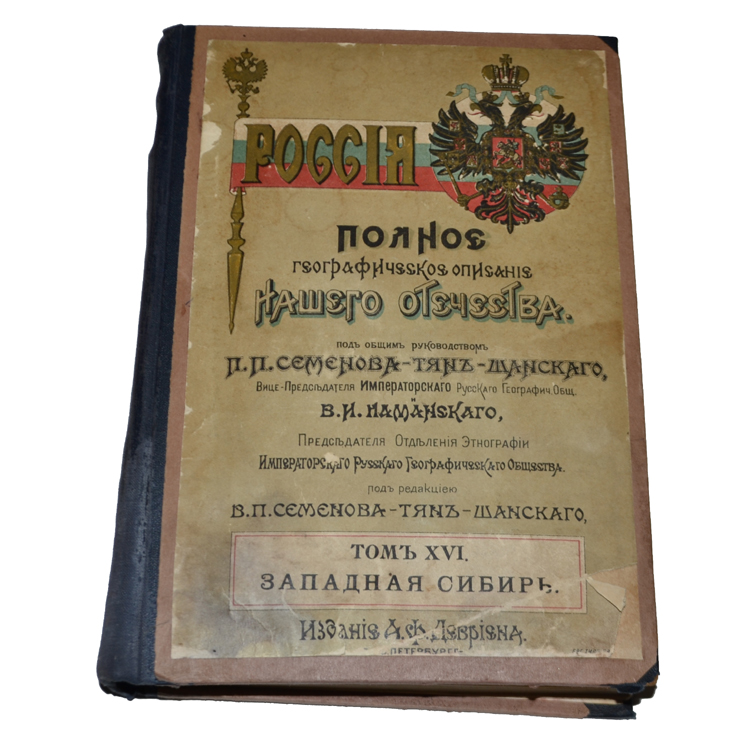 РОССІЯ
ПОЛНОЕ
ГЕОГРАФИЧЕСКОЕ ОПИСАНІЕ
НАШЕГО ОТЕЧЕСТВА.
ПОДЪ ОБЩИМЪ РУКОВОДСТВОМЪ
П.П.СЕМЕНОВА-ТЯНЪ-ШАНСКАГО,
ВИЦЕ-ПРЕДСѢДАТЕЛЯ ИМПЕРАТОРСКАГО РУССКАГО ГЕОГРАФИЧ. ОБЩ.
В.И.ЛАМАНСКАГО,
ПРЕДСѢДАТЕЛЯ ОТДѢЛЕНІЯ ЭТНОГРАФІИ
ИМПЕРАТОРСКАГО РУССКАГО ГЕОГРАФИЧЕСКАГО ОБЩЕСТВА.
ПОДЪ РЕДАКЦІЕЮ
В.П.СЕМЕНОВА-ТЯНЪ-ШАНСКАГО,
ТОМЪ XVI.
ЗАПАДНАЯ СИБИРЬ.
ИЗДАНІЕ А.Ф.ДЕВРІЕНА.
ПЕТЕРБУРГЪ